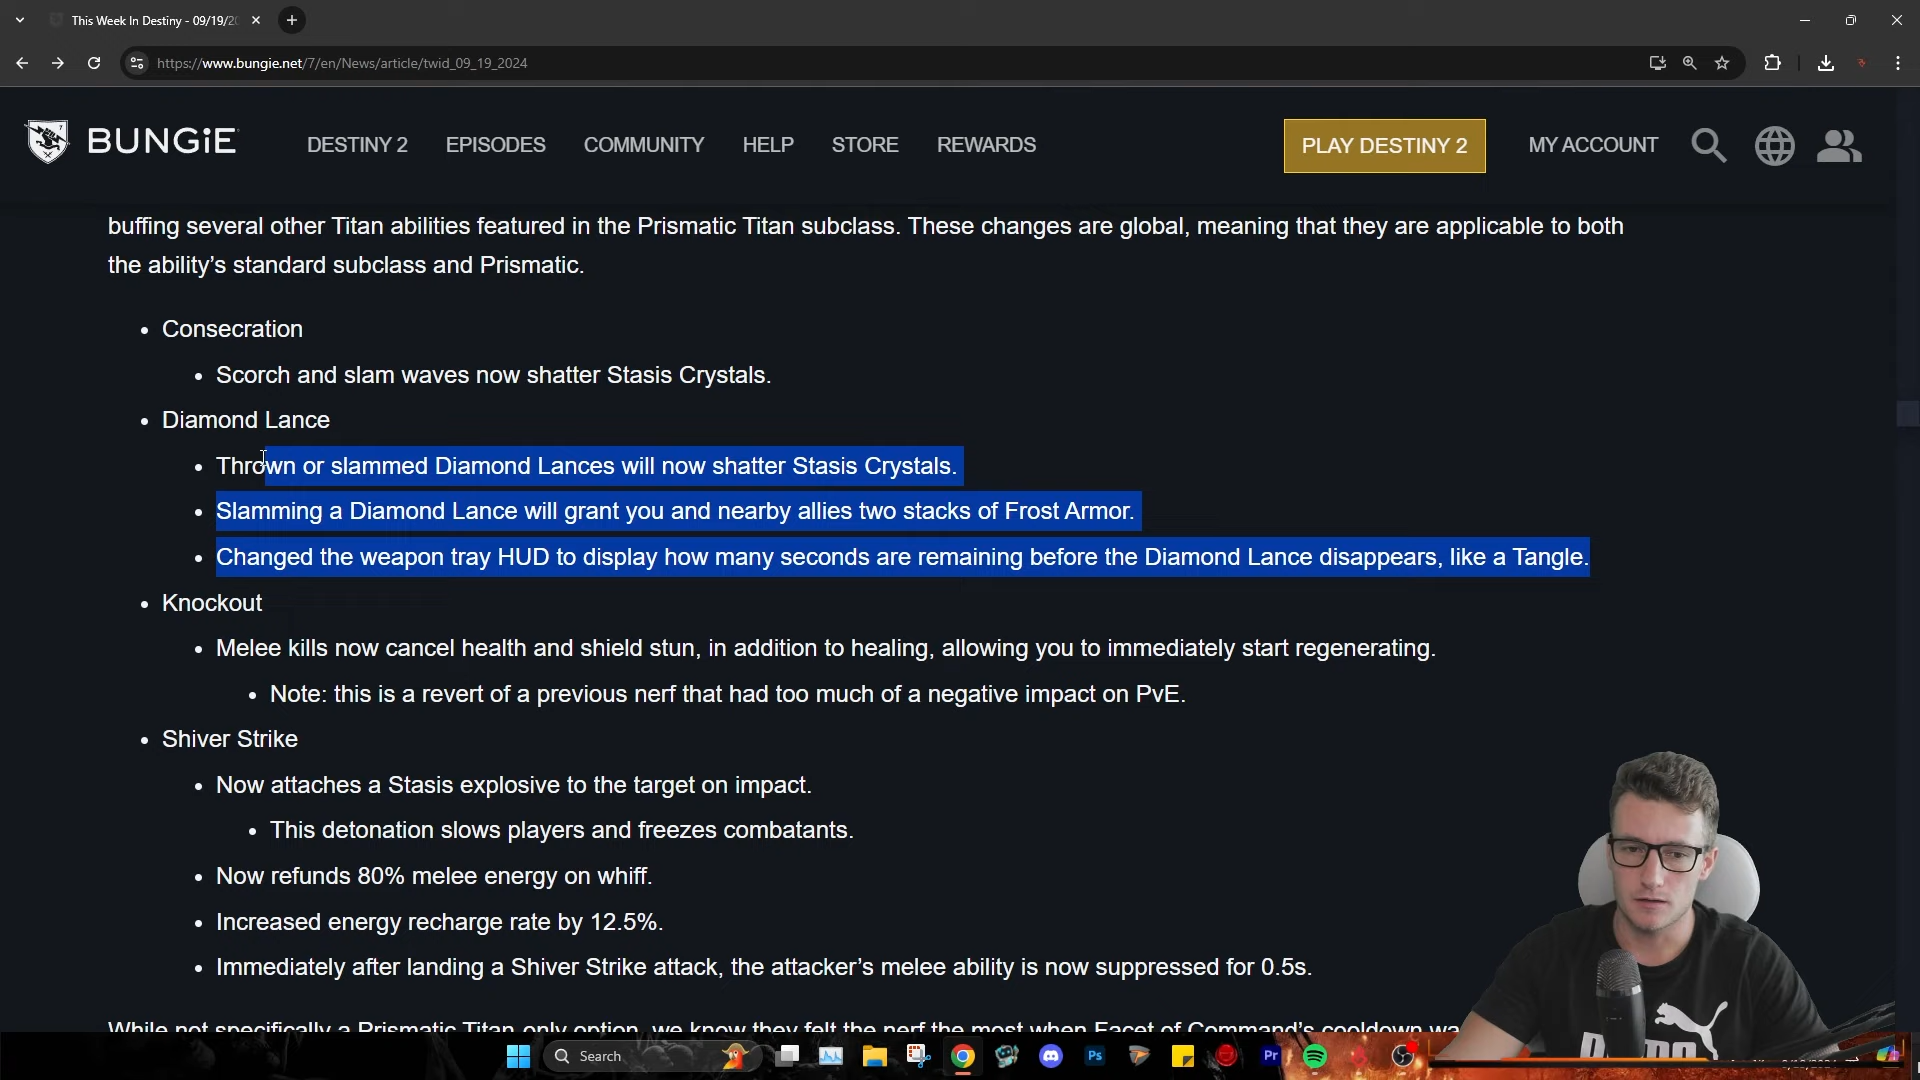 This Week In Destiny - 09/19/20
https://www.bungie.net/7/en/News/article/twid_09_19_2024
BUNGiE
DESTINY 2
EPISODES
COMMUNITY
HELP
STORE
REWARDS
PLAY DESTINY 2
MY ACCOUNT
buffing several other Titan abilities featured in the Prismatic Titan subclass. These changes are global, meaning that they are applicable to both
the ability’s standard subclass and Prismatic.
• Consecration
• Scorch and slam waves now shatter Stasis Crystals.
• Diamond Lance
• Thrown or slammed Diamond Lances will now shatter Stasis Crystals.
• Slamming a Diamond Lance will grant you and nearby allies two stacks of Frost Armor.
• Changed the weapon tray HUD to display how many seconds are remaining before the Diamond Lance disappears, like a Tangle.
• Knockout
• Melee kills now cancel health and shield stun, in addition to healing, allowing you to immediately start regenerating.
• Note: this is a revert of a previous nerf that had too much of a negative impact on PvE.
• Shiver Strike
• Now attaches a Stasis explosive to the target on impact.
• This detonation slows players and freezes combatants.
• Now refunds 80% melee energy on whiff.
• Increased energy recharge rate by 12.5%.
• Immediately after landing a Shiver Strike attack, the attacker’s melee ability is now suppressed for 0.5s.
While not specifically a Prismatic Titan-only option, we know they felt the nerf the most when Facet of Command’s cooldown wa
Search
Ps
Pr